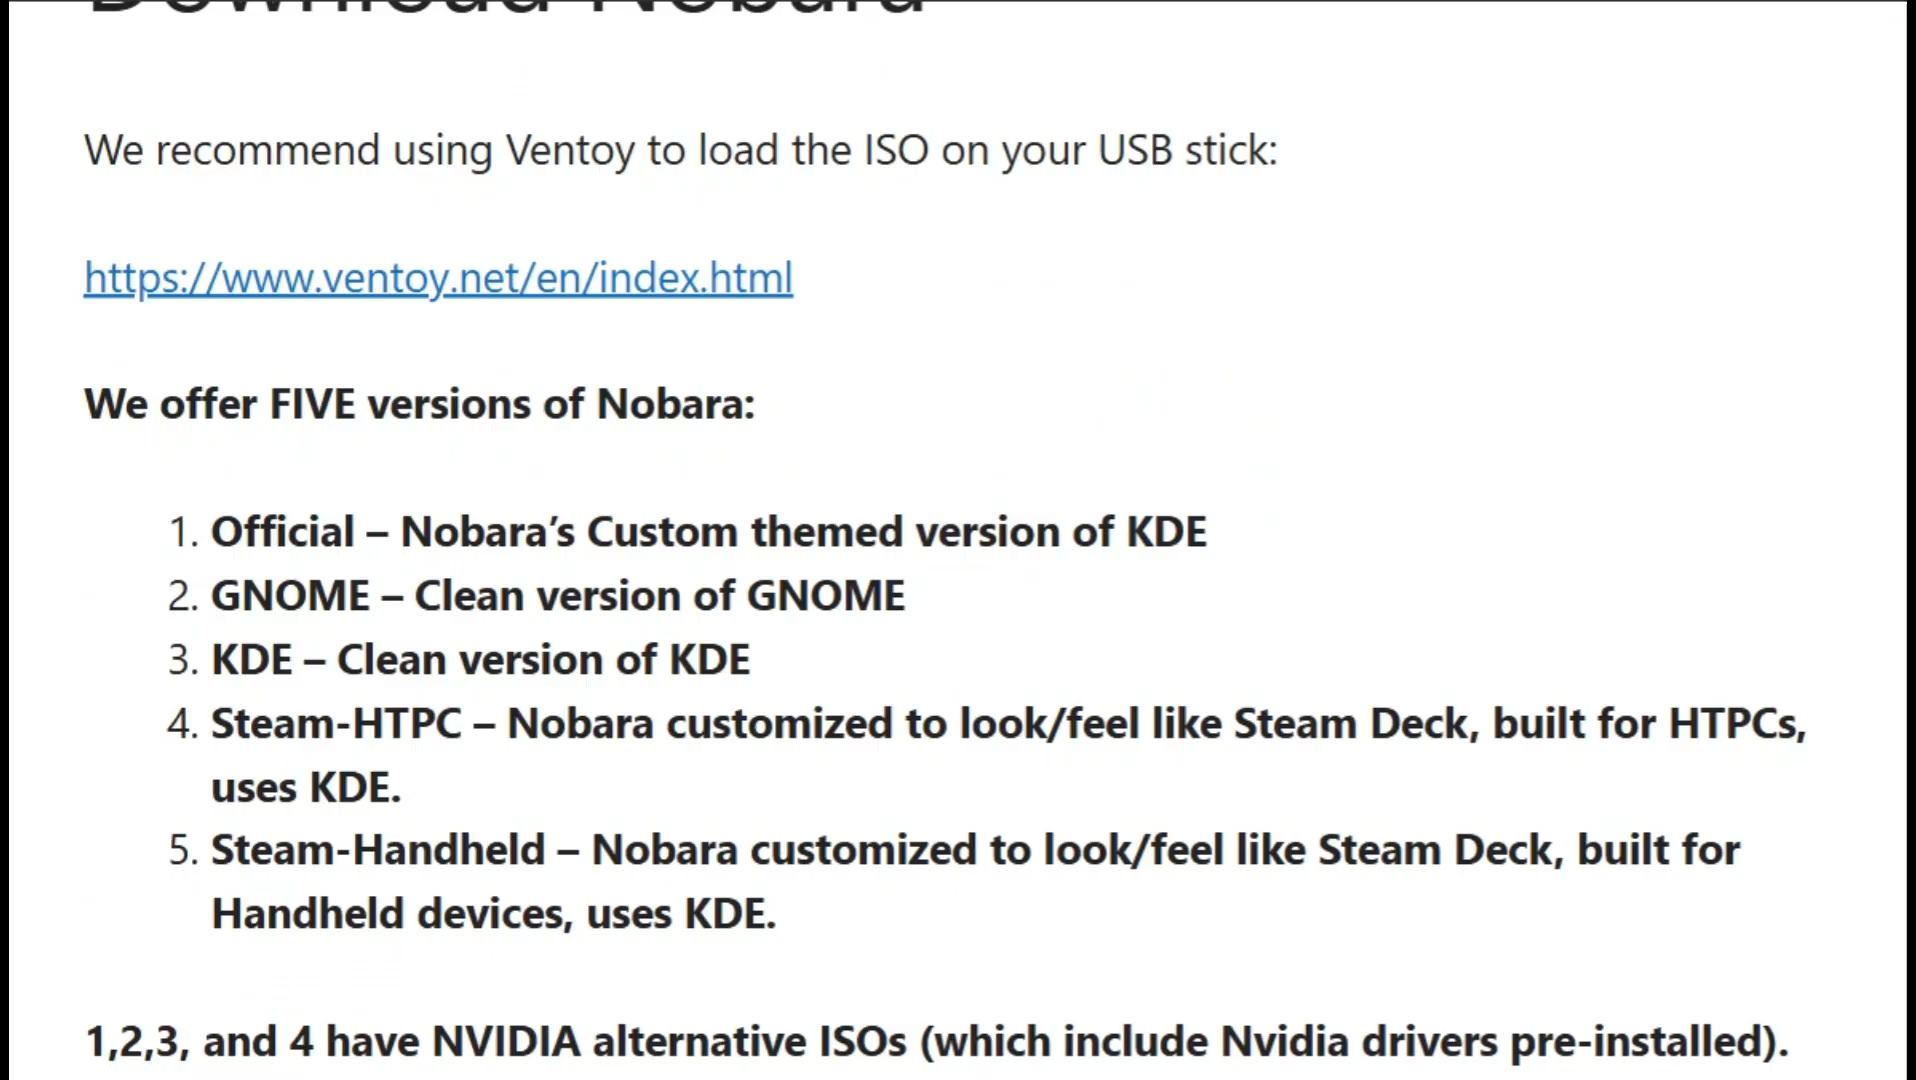 Download Nobara
We recommend using Ventoy to load the ISO on your USB stick:
https://www.ventoy.net/en/index.html
We offer FIVE versions of Nobara:
1. Official – Nobara’s Custom themed version of KDE
2. GNOME – Clean version of GNOME
3. KDE – Clean version of KDE
4. Steam-HTPC – Nobara customized to look/feel like Steam Deck, built for HTPCs,
uses KDE.
5. Steam-Handheld – Nobara customized to look/feel like Steam Deck, built for
Handheld devices, uses KDE.
1,2,3, and 4 have NVIDIA alternative ISOs (which include Nvidia drivers pre-installed).